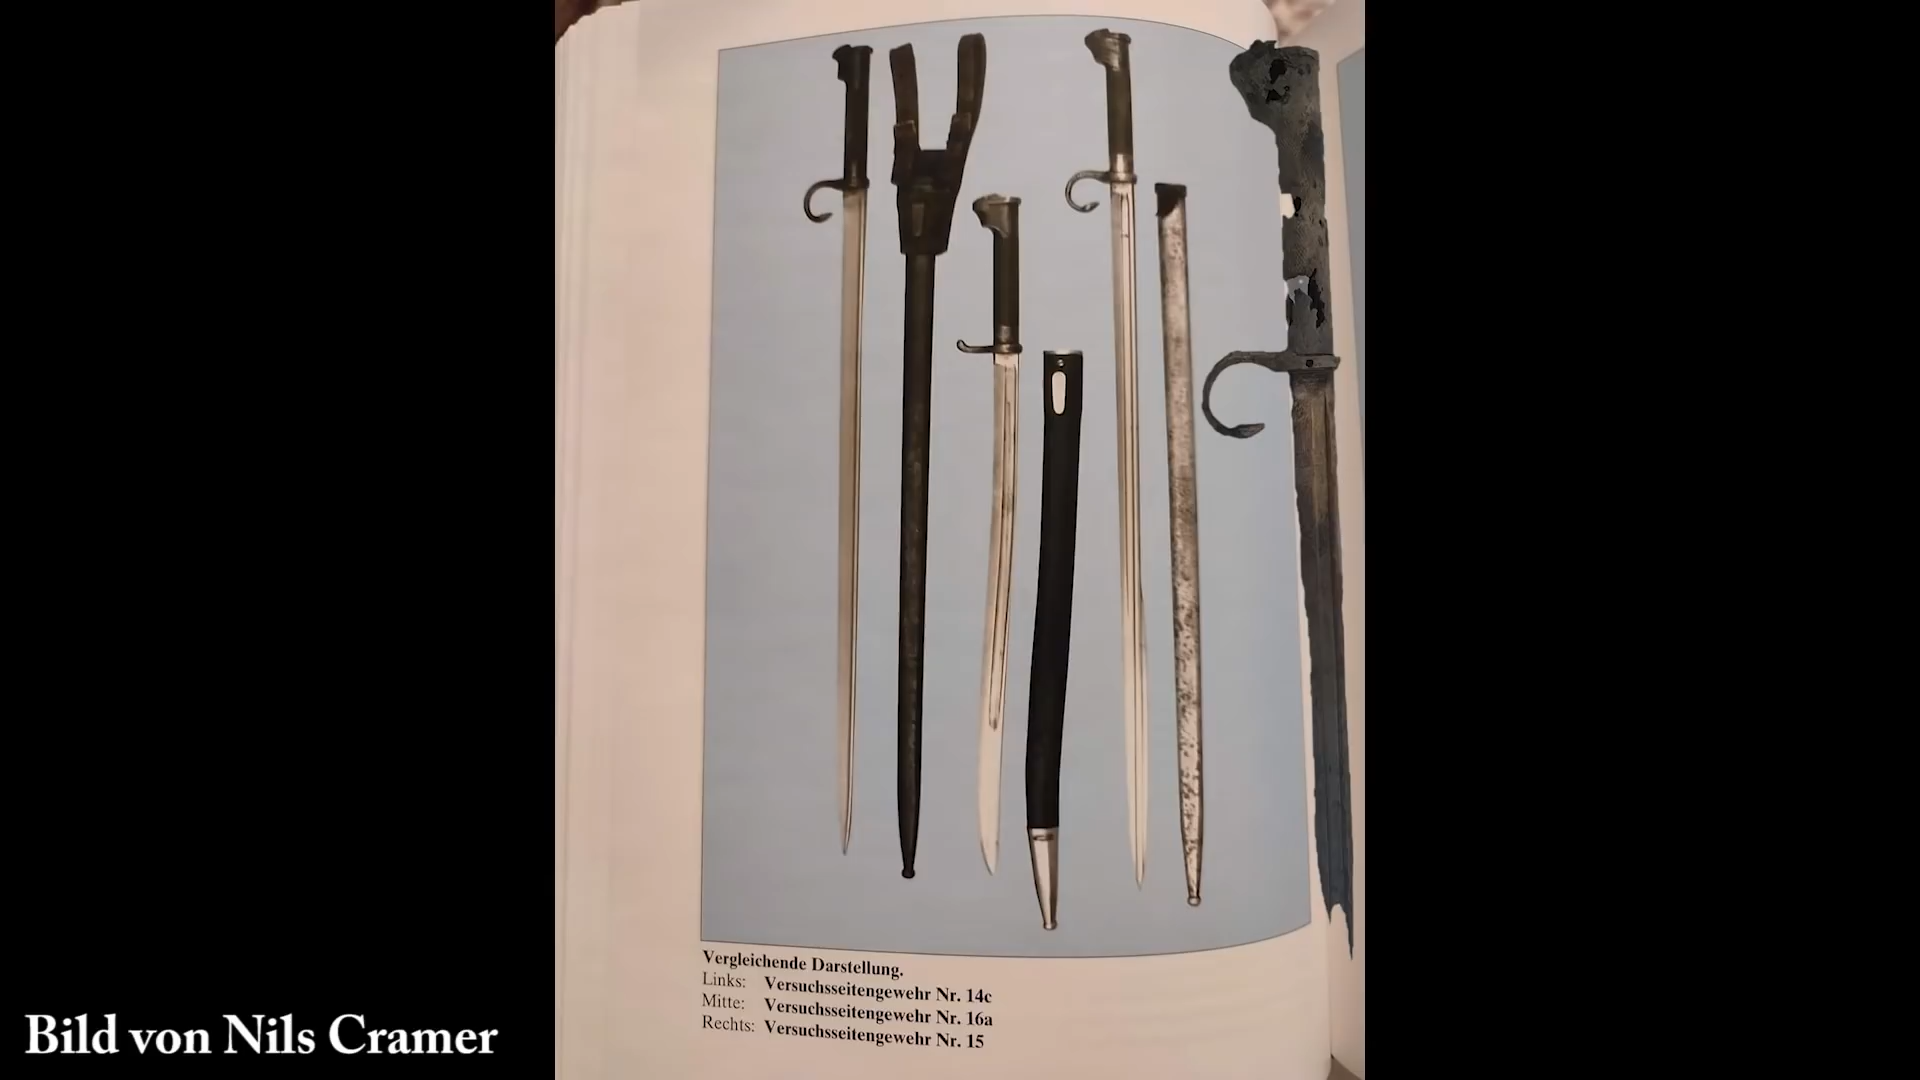 Vergleichende Darstellung.
Links: Versuchsseitengewehr Nr. 14c
Mitte: Versuchsseitengewehr Nr. 16a
Rechts: Versuchsseitengewehr Nr. 15
Bild von Nils Cramer